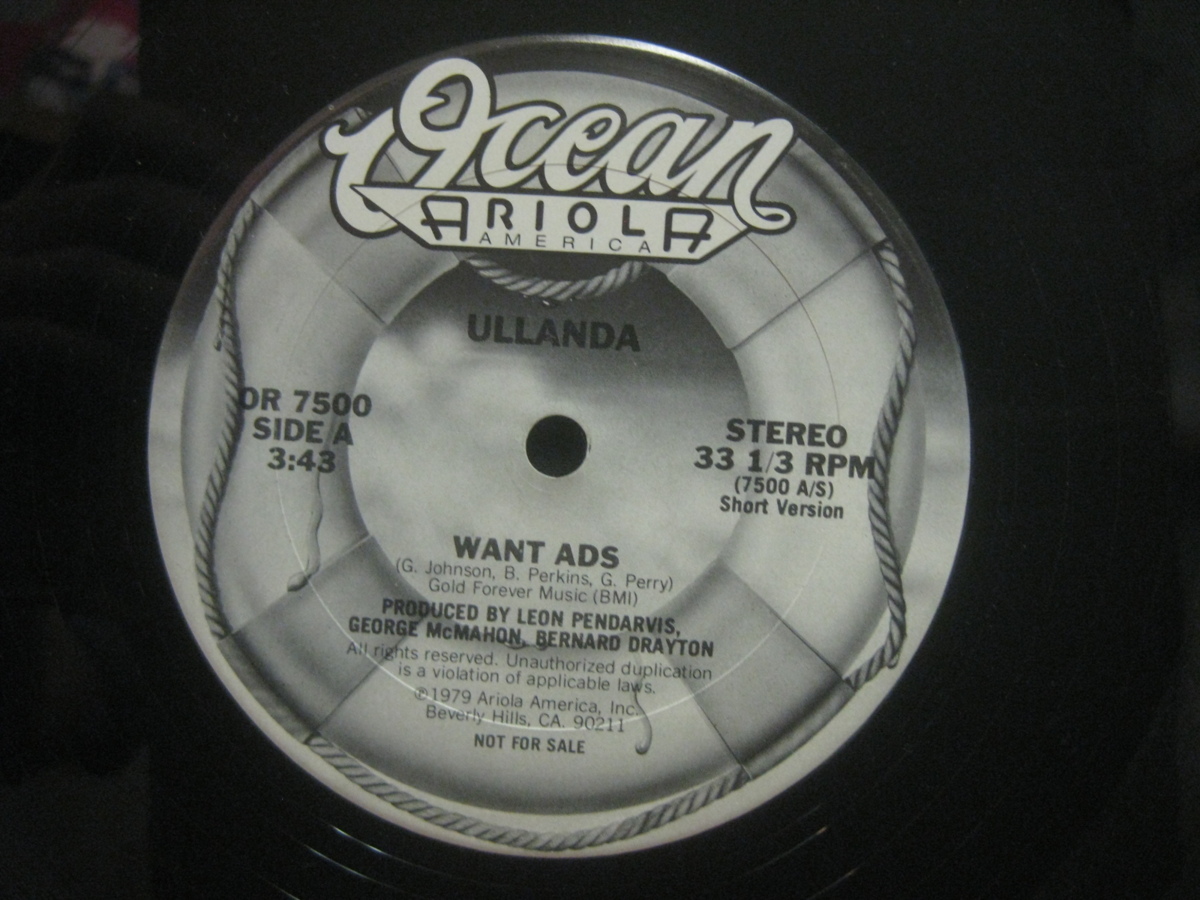 Ocean
ARIOLA
AMERICA
ULLANDA
OR 7500
SIDE A
3:43
STEREO
33 1/3 RPM
(7500 A/S)
Short Version
WANT ADS
(G. Johnson, B. Perkins, G. Perry)
Gold Forever Music (BMI)
PRODUCED BY LEON PENDARVIS,
GEORGE McMAHON, BERNARD DRAYTON
All rights reserved. Unauthorized duplication
is a violation of applicable laws.
℗1979 Ariola America, Inc.
Beverly Hills, CA. 90211
NOT FOR SALE